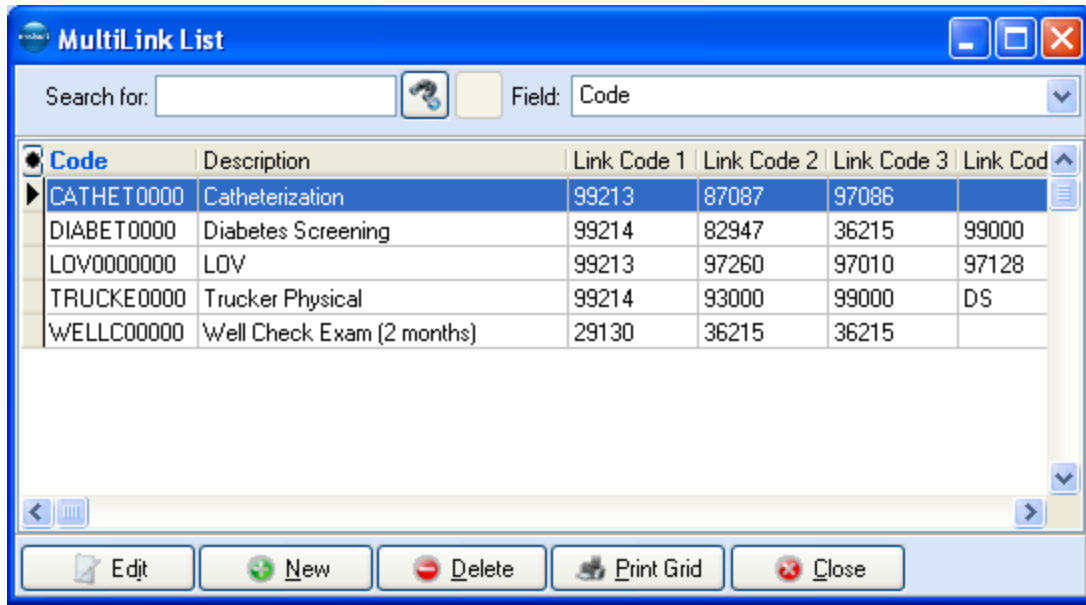 MultiLink List
Search for: Field: Code
Code Description Link Code 1 Link Code 2 Link Code 3 Link Cod
CATHET0000 Catheterization 99213 87087 97086
DIABET0000 Diabetes Screening 99214 82947 36215 99000
LOV0000000 LOV 99213 97260 97010 97128
TRUCKE0000 Trucker Physical 99214 93000 99000 DS
WELLC00000 Well Check Exam (2 months) 29130 36215 36215
Edit New Delete Print Grid Close